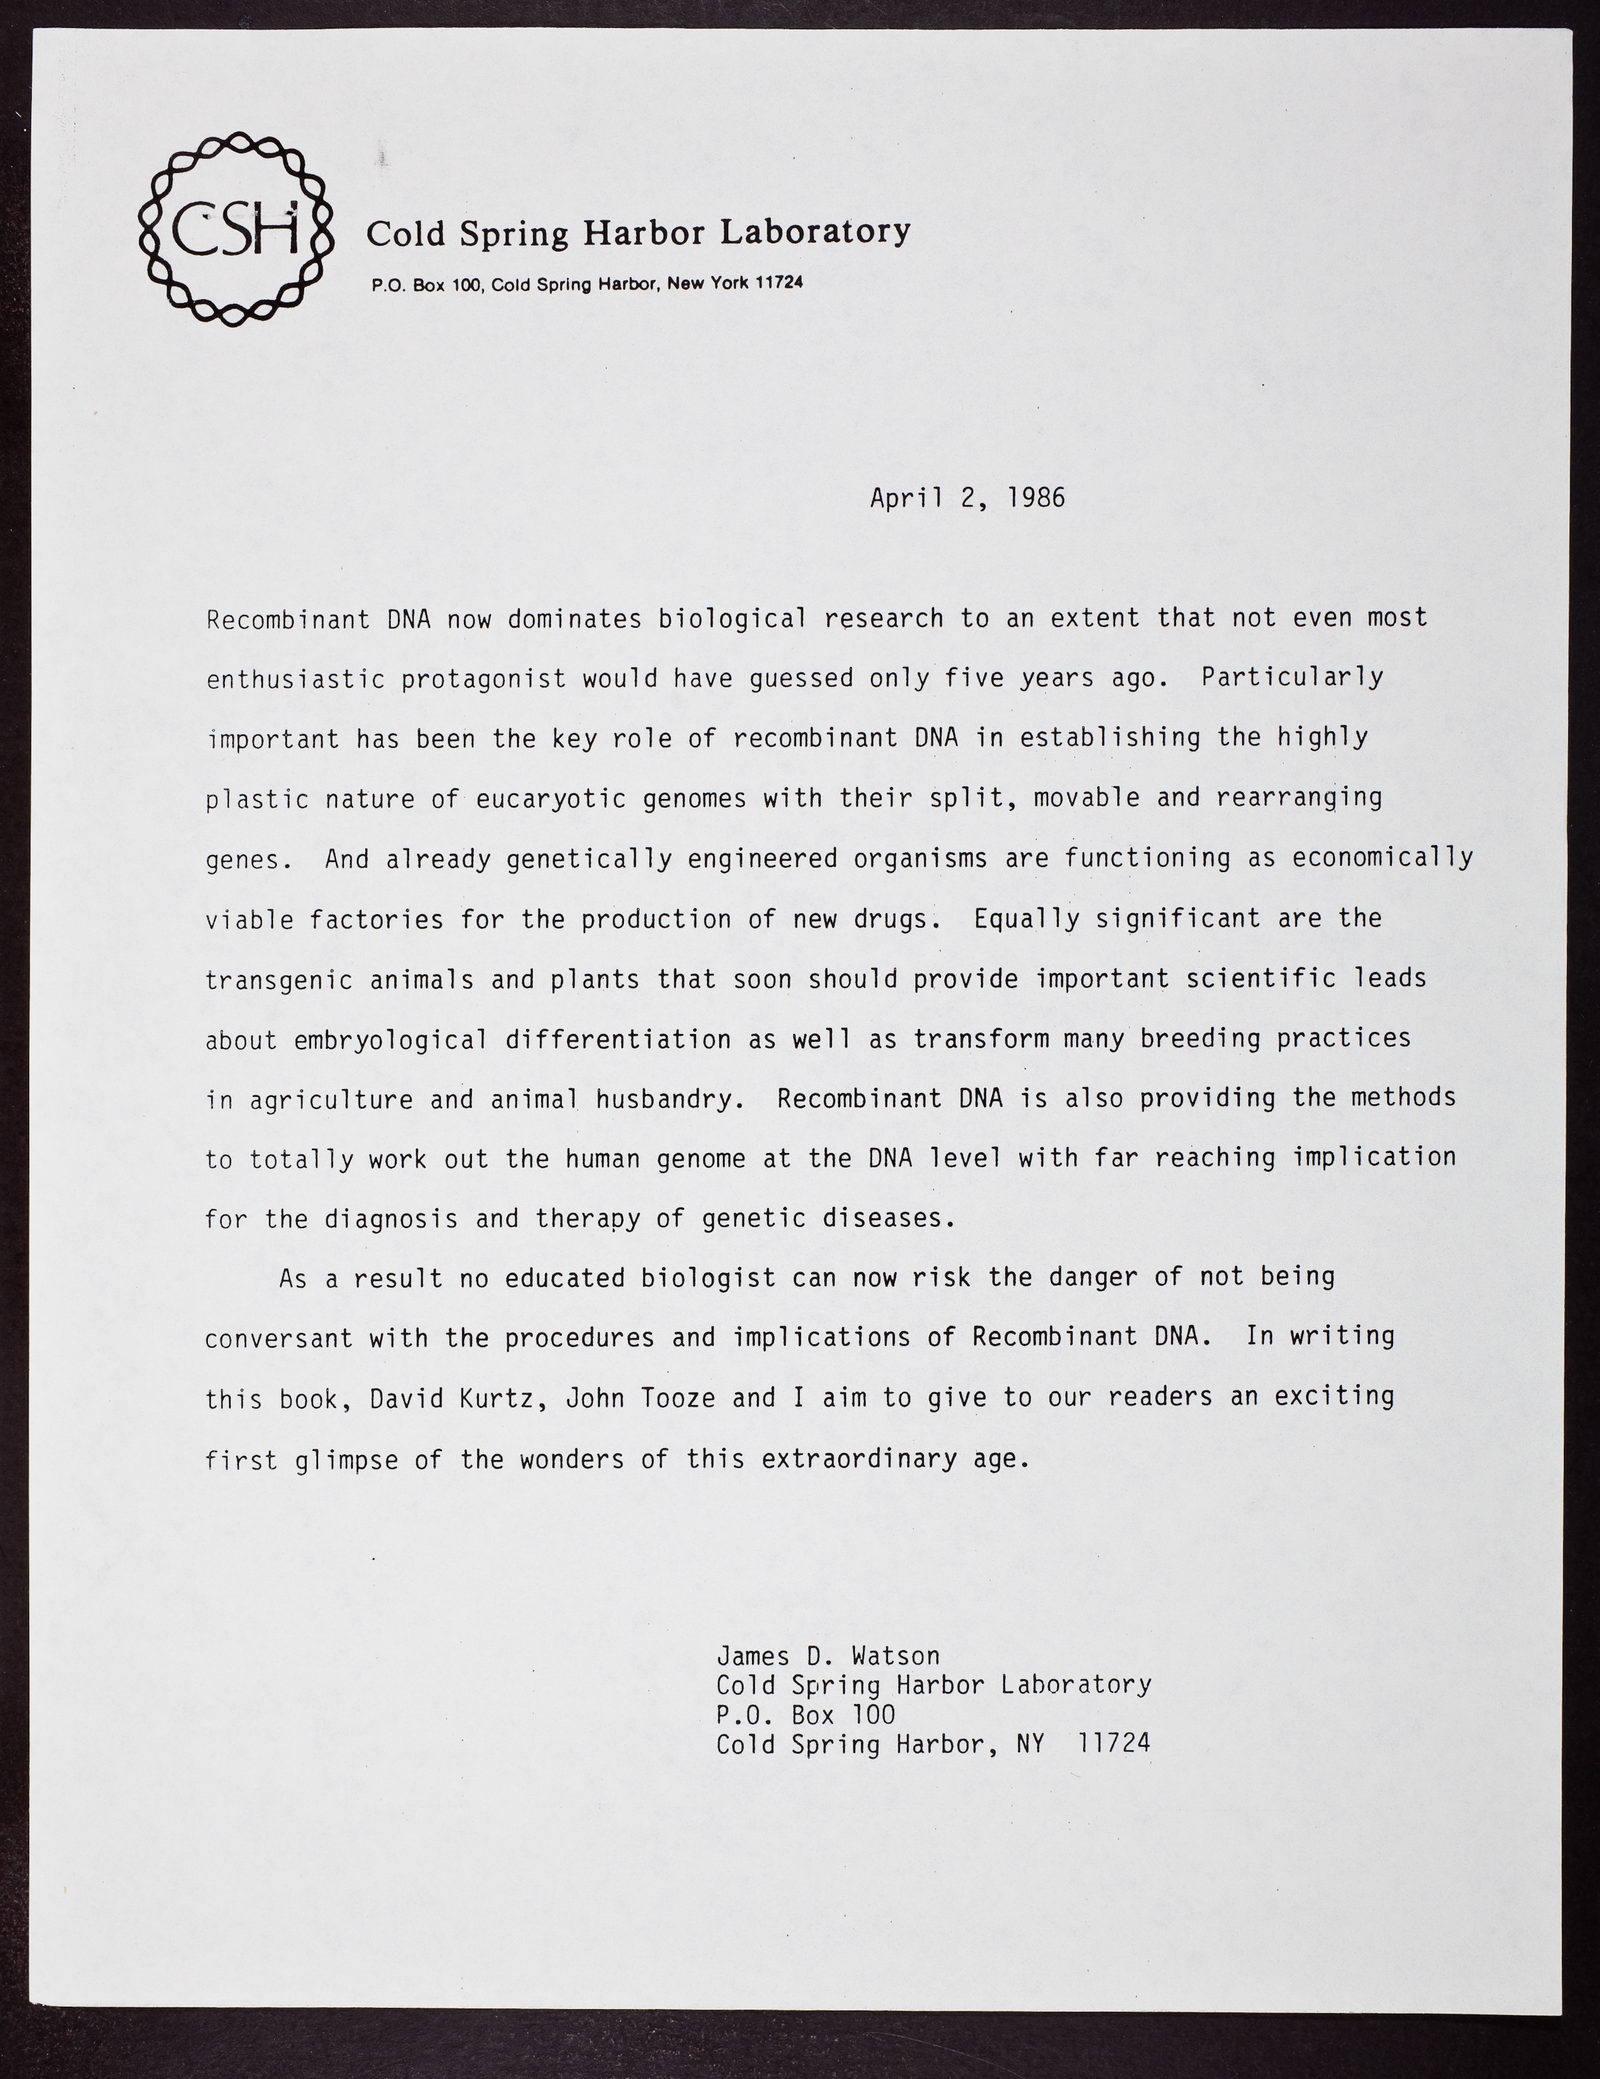 CSH
Cold Spring Harbor Laboratory
P.O. Box 100, Cold Spring Harbor, New York 11724
April 2, 1986
Recombinant DNA now dominates biological research to an extent that not even most
enthusiastic protagonist would have guessed only five years ago. Particularly
important has been the key role of recombinant DNA in establishing the highly
plastic nature of eucaryotic genomes with their split, movable and rearranging
genes. And already genetically engineered organisms are functioning as economically
viable factories for the production of new drugs. Equally significant are the
transgenic animals and plants that soon should provide important scientific leads
about embryological differentiation as well as transform many breeding practices
in agriculture and animal husbandry. Recombinant DNA is also providing the methods
to totally work out the human genome at the DNA level with far reaching implication
for the diagnosis and therapy of genetic diseases.
As a result no educated biologist can now risk the danger of not being
conversant with the procedures and implications of Recombinant DNA. In writing
this book, David Kurtz, John Tooze and I aim to give to our readers an exciting
first glimpse of the wonders of this extraordinary age.
James D. Watson
Cold Spring Harbor Laboratory
P.O. Box 100
Cold Spring Harbor, NY 11724